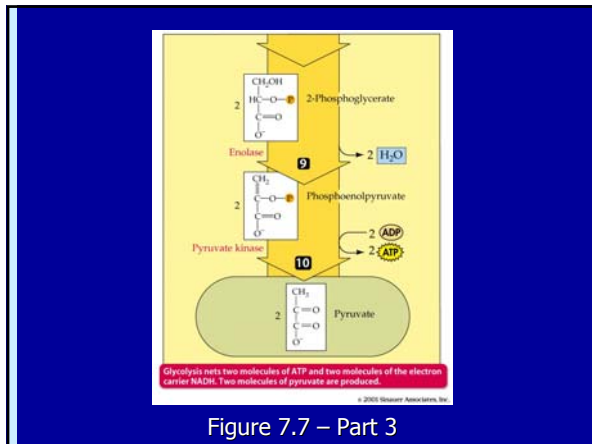 CH₂OH
2 HC—O—P 2-Phosphoglycerate
C=O
O⁻
Enolase 2 H₂O
9
CH₂
2 C—O—P Phosphoenolpyruvate
C=O
O⁻
2 ADP
Pyruvate kinase 2 ATP
10
CH₃
C=O
2 Pyruvate
C=O
O⁻
Glycolysis nets two molecules of ATP and two molecules of the electron
carrier NADH. Two molecules of pyruvate are produced.
© 2001 Sinauer Associates, Inc.
Figure 7.7 – Part 3